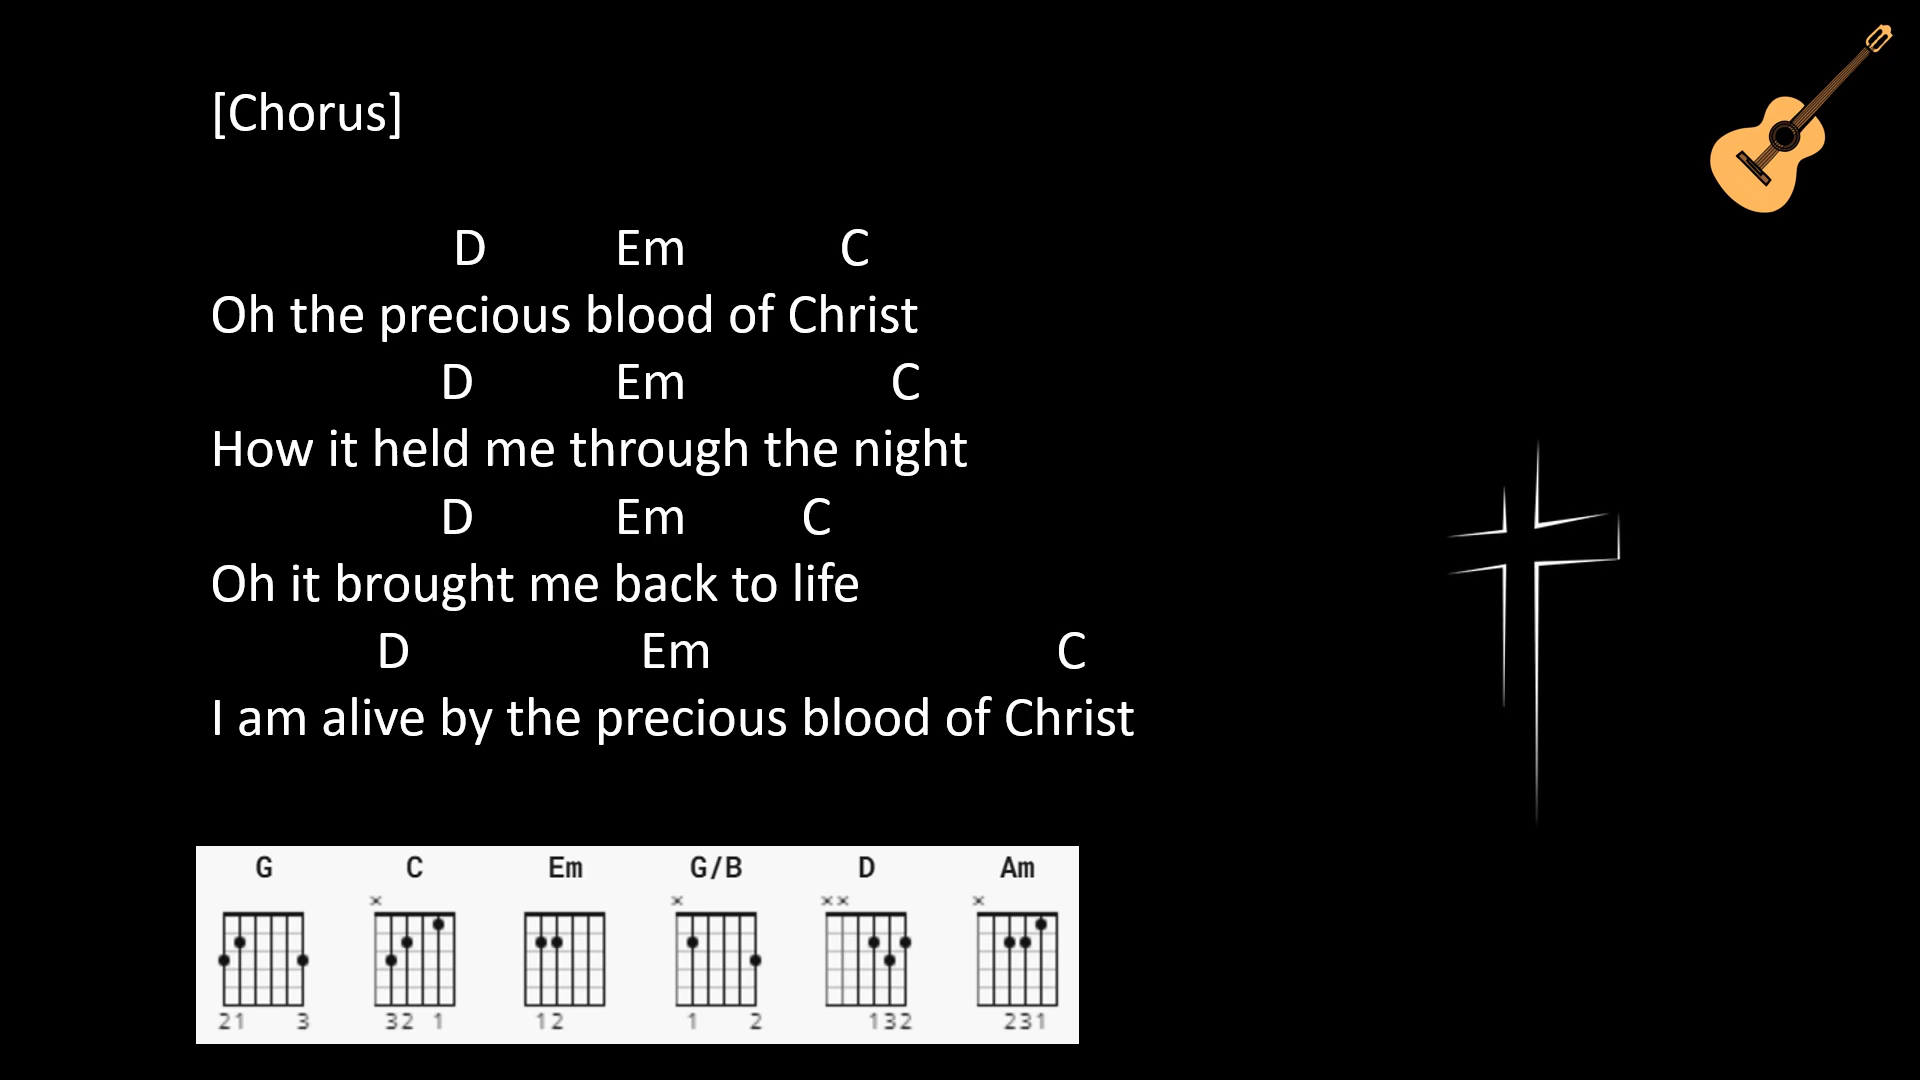 [Chorus]
D Em C
Oh the precious blood of Christ
D Em C
How it held me through the night
D Em C
Oh it brought me back to life
D Em C
I am alive by the precious blood of Christ
G C Em G/B D Am
× × ×× ×
21 3 32 1 12 1 2 132 231